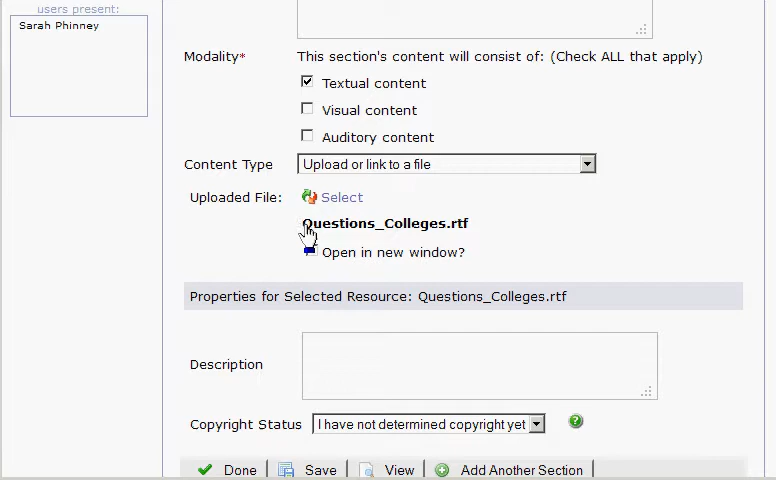 users present:
Sarah Phinney
Modality* This section's content will consist of: (Check ALL that apply)
Textual content
Visual content
Auditory content
Content Type Upload or link to a file
Uploaded File: Select
Questions_Colleges.rtf
Open in new window?
Properties for Selected Resource: Questions_Colleges.rtf
Description
Copyright Status I have not determined copyright yet ?
Done Save View Add Another Section